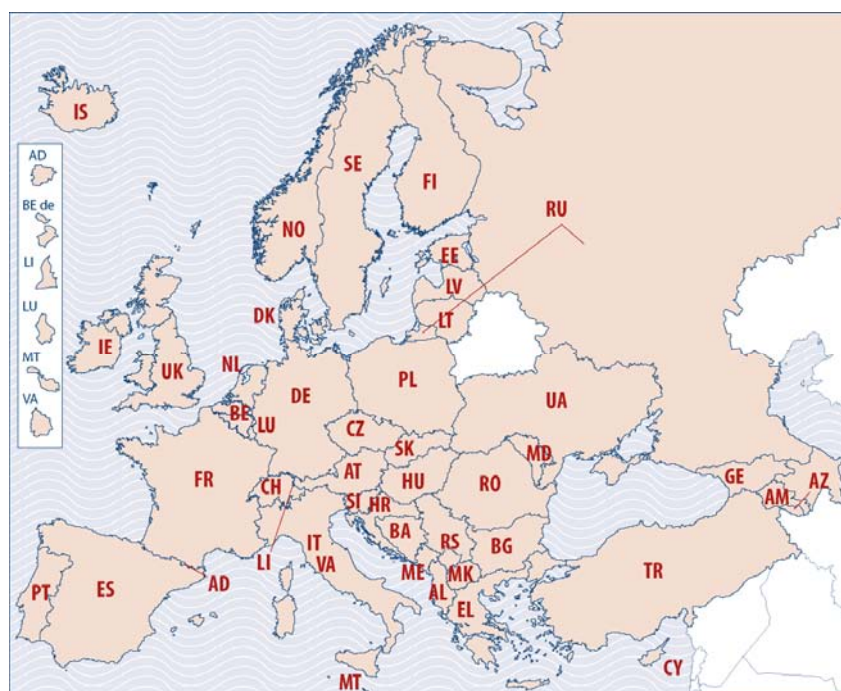 IS
AD
BE de
LI
LU
MT
VA
SE
FI
NO
RU
EE
LV
LT
DK
IE
UK
NL
BE
LU
DE
PL
CZ
SK
UA
MD
FR
CH
AT
HU
RO
SI
HR
BA
RS
BG
GE
AM
AZ
LI
IT
VA
ME
MK
AL
EL
TR
PT
ES
AD
MT
CY